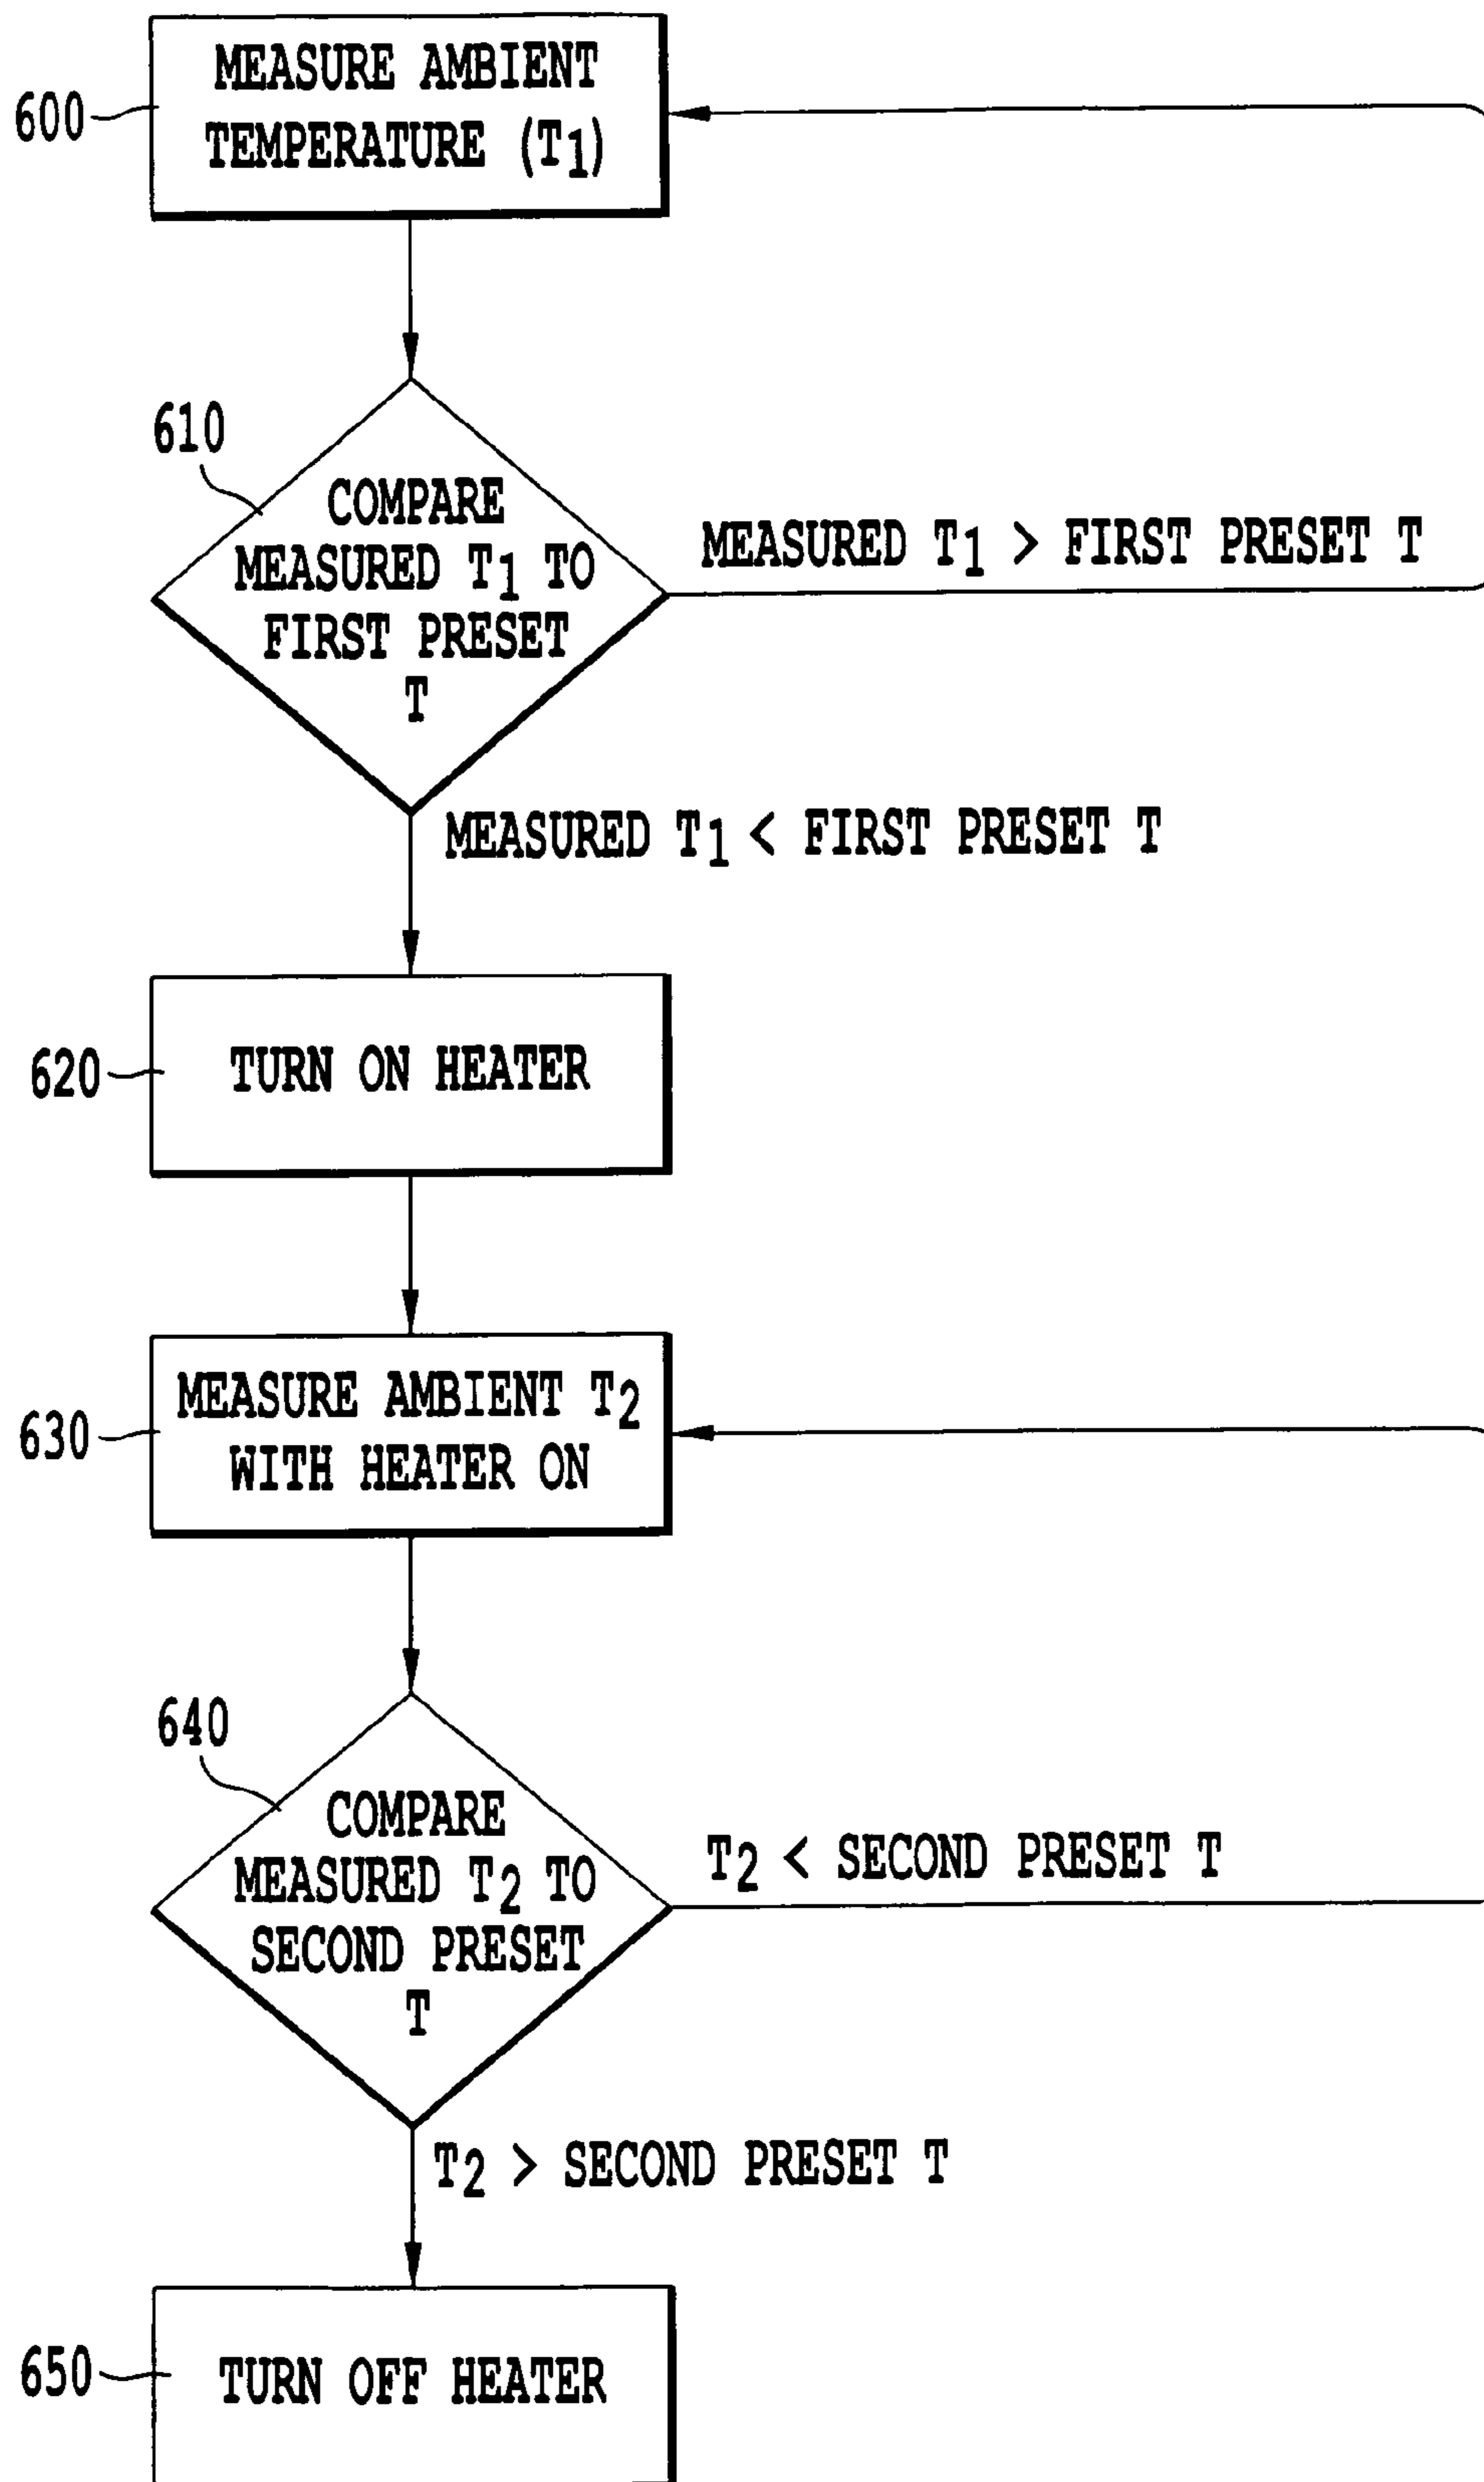 MEASURE AMBIENT
TEMPERATURE (T1)
600
610
COMPARE
MEASURED T1 TO
FIRST PRESET
T
MEASURED T1 > FIRST PRESET T
MEASURED T1 < FIRST PRESET T
620
TURN ON HEATER
630
MEASURE AMBIENT T2
WITH HEATER ON
640
COMPARE
MEASURED T2 TO
SECOND PRESET
T
T2 < SECOND PRESET T
T2 > SECOND PRESET T
650
TURN OFF HEATER